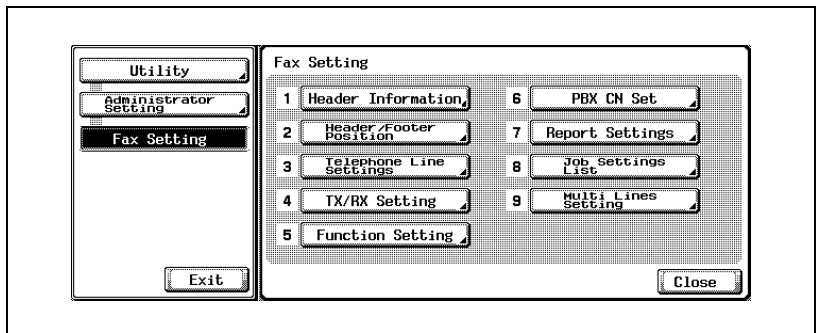 Utility
Administrator
Setting
Fax Setting
Exit
Fax Setting
1 Header Information
2 Header/Footer
Position
3 Telephone Line
Settings
4 TX/RX Setting
5 Function Setting
6 PBX CN Set
7 Report Settings
8 Job Settings
List
9 Multi Lines
Setting
Close